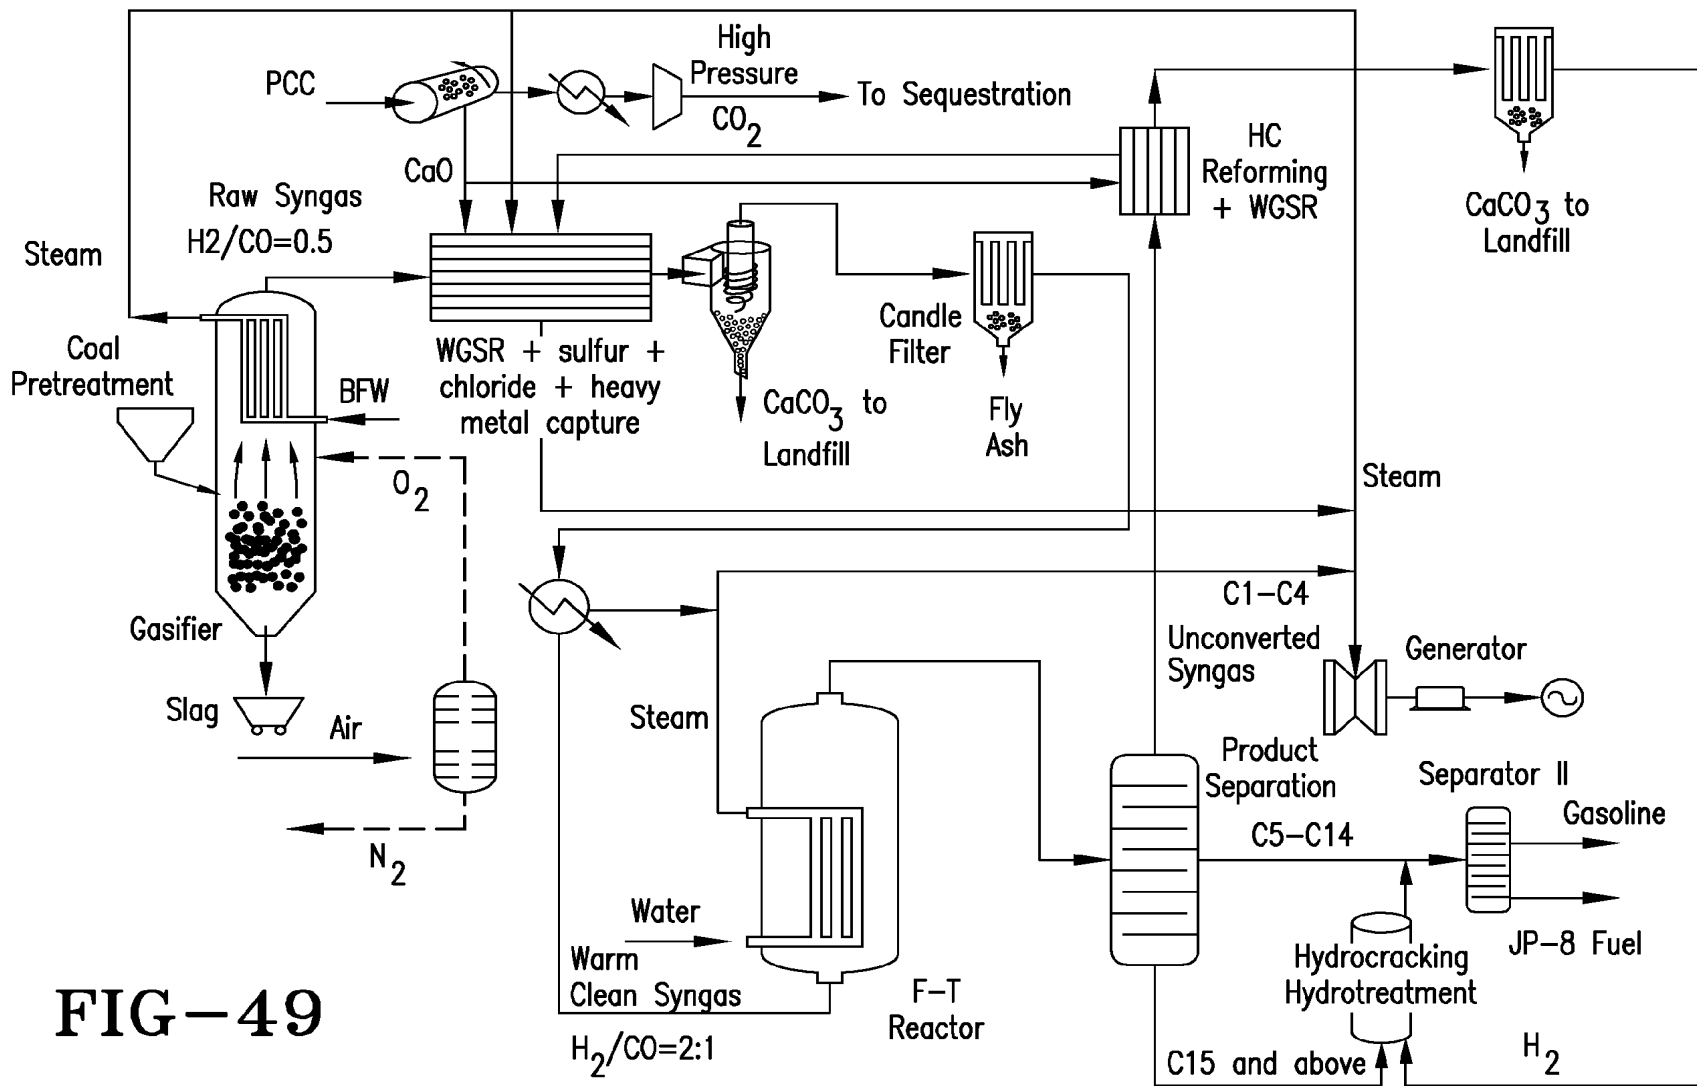 PCC
High
Pressure
CO2
To Sequestration
CaO
HC
Reforming
+ WGSR
CaCO3 to
Landfill
Raw Syngas
H2/CO=0.5
Steam
Coal
Pretreatment
BFW
WGSR + sulfur +
chloride + heavy
metal capture
CaCO3 to
Landfill
Candle
Filter
Fly
Ash
O2
Steam
Gasifier
Slag
Air
N2
C1-C4
Unconverted
Syngas
Generator
Steam
Product
Separation
Separator II
Gasoline
C5-C14
JP-8 Fuel
Water
Warm
Clean Syngas
H2/CO=2:1
F-T
Reactor
Hydrocracking
Hydrotreatment
C15 and above
H2
FIG-49